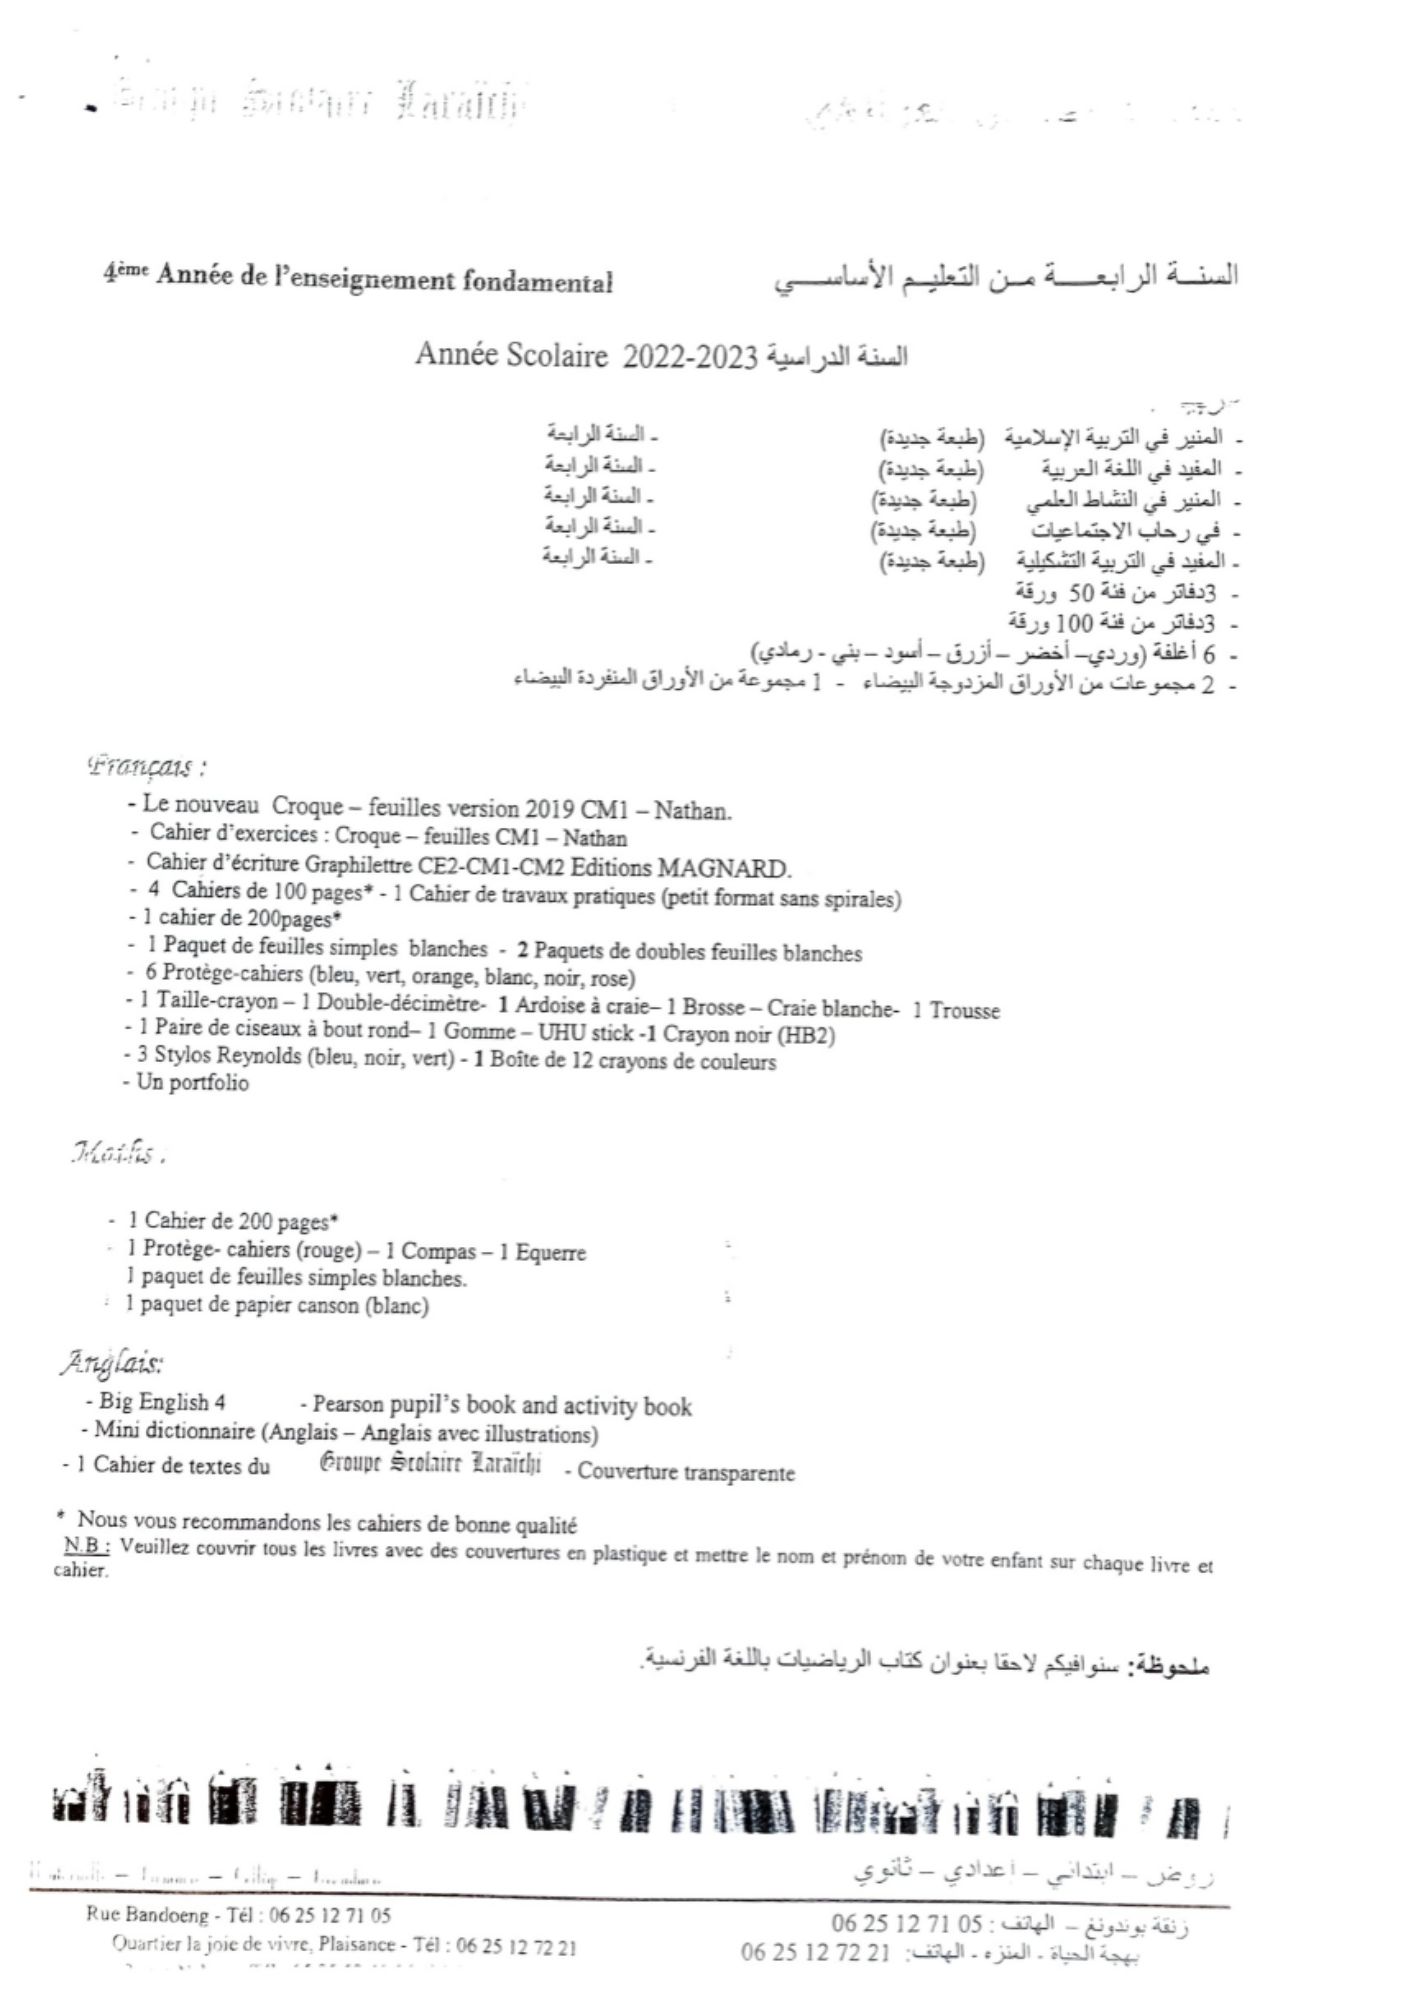 Groupe Scolaire Laraïchi
4ème Année de l'enseignement fondamental السنة الرابعة من التعليم الأساسي
Année Scolaire 2022-2023 السنة الدراسية
- المنير في التربية الإسلامية (طبعة جديدة) - السنة الرابعة
- المفيد في اللغة العربية (طبعة جديدة) - السنة الرابعة
- المنير في النشاط العلمي (طبعة جديدة) - السنة الرابعة
- في رحاب الاجتماعيات (طبعة جديدة) - السنة الرابعة
- المفيد في التربية التشكيلية (طبعة جديدة) - السنة الرابعة
- 3دفاتر من فئة 50 ورقة
- 3دفاتر من فئة 100 ورقة
- 6 أغلفة (وردي– أخضر – أزرق – أسود – بني - رمادي)
- 2 مجموعات من الأوراق المزدوجة البيضاء - 1 مجموعة من الأوراق المنفردة البيضاء
Français :
- Le nouveau Croque – feuilles version 2019 CM1 – Nathan.
- Cahier d'exercices : Croque – feuilles CM1 – Nathan
- Cahier d'écriture Graphilettre CE2-CM1-CM2 Editions MAGNARD.
- 4 Cahiers de 100 pages* - 1 Cahier de travaux pratiques (petit format sans spirales)
- 1 cahier de 200pages*
- 1 Paquet de feuilles simples blanches - 2 Paquets de doubles feuilles blanches
- 6 Protège-cahiers (bleu, vert, orange, blanc, noir, rose)
- 1 Taille-crayon – 1 Double-décimètre- 1 Ardoise à craie– 1 Brosse – Craie blanche- 1 Trousse
- 1 Paire de ciseaux à bout rond– 1 Gomme – UHU stick -1 Crayon noir (HB2)
- 3 Stylos Reynolds (bleu, noir, vert) - 1 Boîte de 12 crayons de couleurs
- Un portfolio
Maths :
- 1 Cahier de 200 pages*
- 1 Protège- cahiers (rouge) – 1 Compas – 1 Equerre
1 paquet de feuilles simples blanches.
1 paquet de papier canson (blanc)
Anglais:
- Big English 4 - Pearson pupil's book and activity book
- Mini dictionnaire (Anglais – Anglais avec illustrations)
- 1 Cahier de textes du Groupe Scolaire Laraïchi - Couverture transparente
* Nous vous recommandons les cahiers de bonne qualité
N.B : Veuillez couvrir tous les livres avec des couvertures en plastique et mettre le nom et prénom de votre enfant sur chaque livre et
cahier.
ملحوظة: سنوافيكم لاحقا بعنوان كتاب الرياضيات باللغة الفرنسية.
روض – ابتدائي – إعدادي – ثانوي
Rue Bandoeng - Tél : 06 25 12 71 05 زنقة بوندونغ – الهاتف : 05 71 12 25 06
Quartier la joie de vivre, Plaisance - Tél : 06 25 12 72 21 بهجة الحياة - المنزه - الهاتف: 21 72 12 25 06